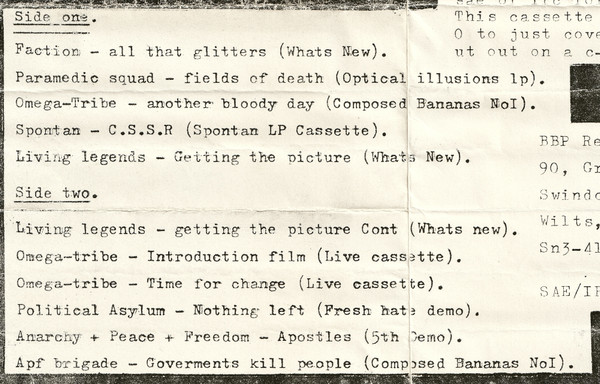 Side one.
Faction - all that glitters (Whats New).
Paramedic squad - fields of death (Optical illusions lp).
Omega-Tribe - another bloody day (Composed Bananas NoI).
Spontan - C.S.S.R (Spontan LP Cassette).
Living legends - Getting the picture (Whats New).
Side two.
Living legends - getting the picture Cont (Whats new).
Omega-tribe - Introduction film (Live cassette).
Omega-tribe - Time for change (Live cassette).
Political Asylum - Nothing left (Fresh hate demo).
Anarchy + Peace + Freedom - Apostles (5th Demo).
Apf brigade - Goverments kill people (Composed Bananas NoI).
This cassette
O to just cove
ut out on a c-
BBP Re
90, Gr
Swindo
Wilts,
Sn3-41
SAE/IR